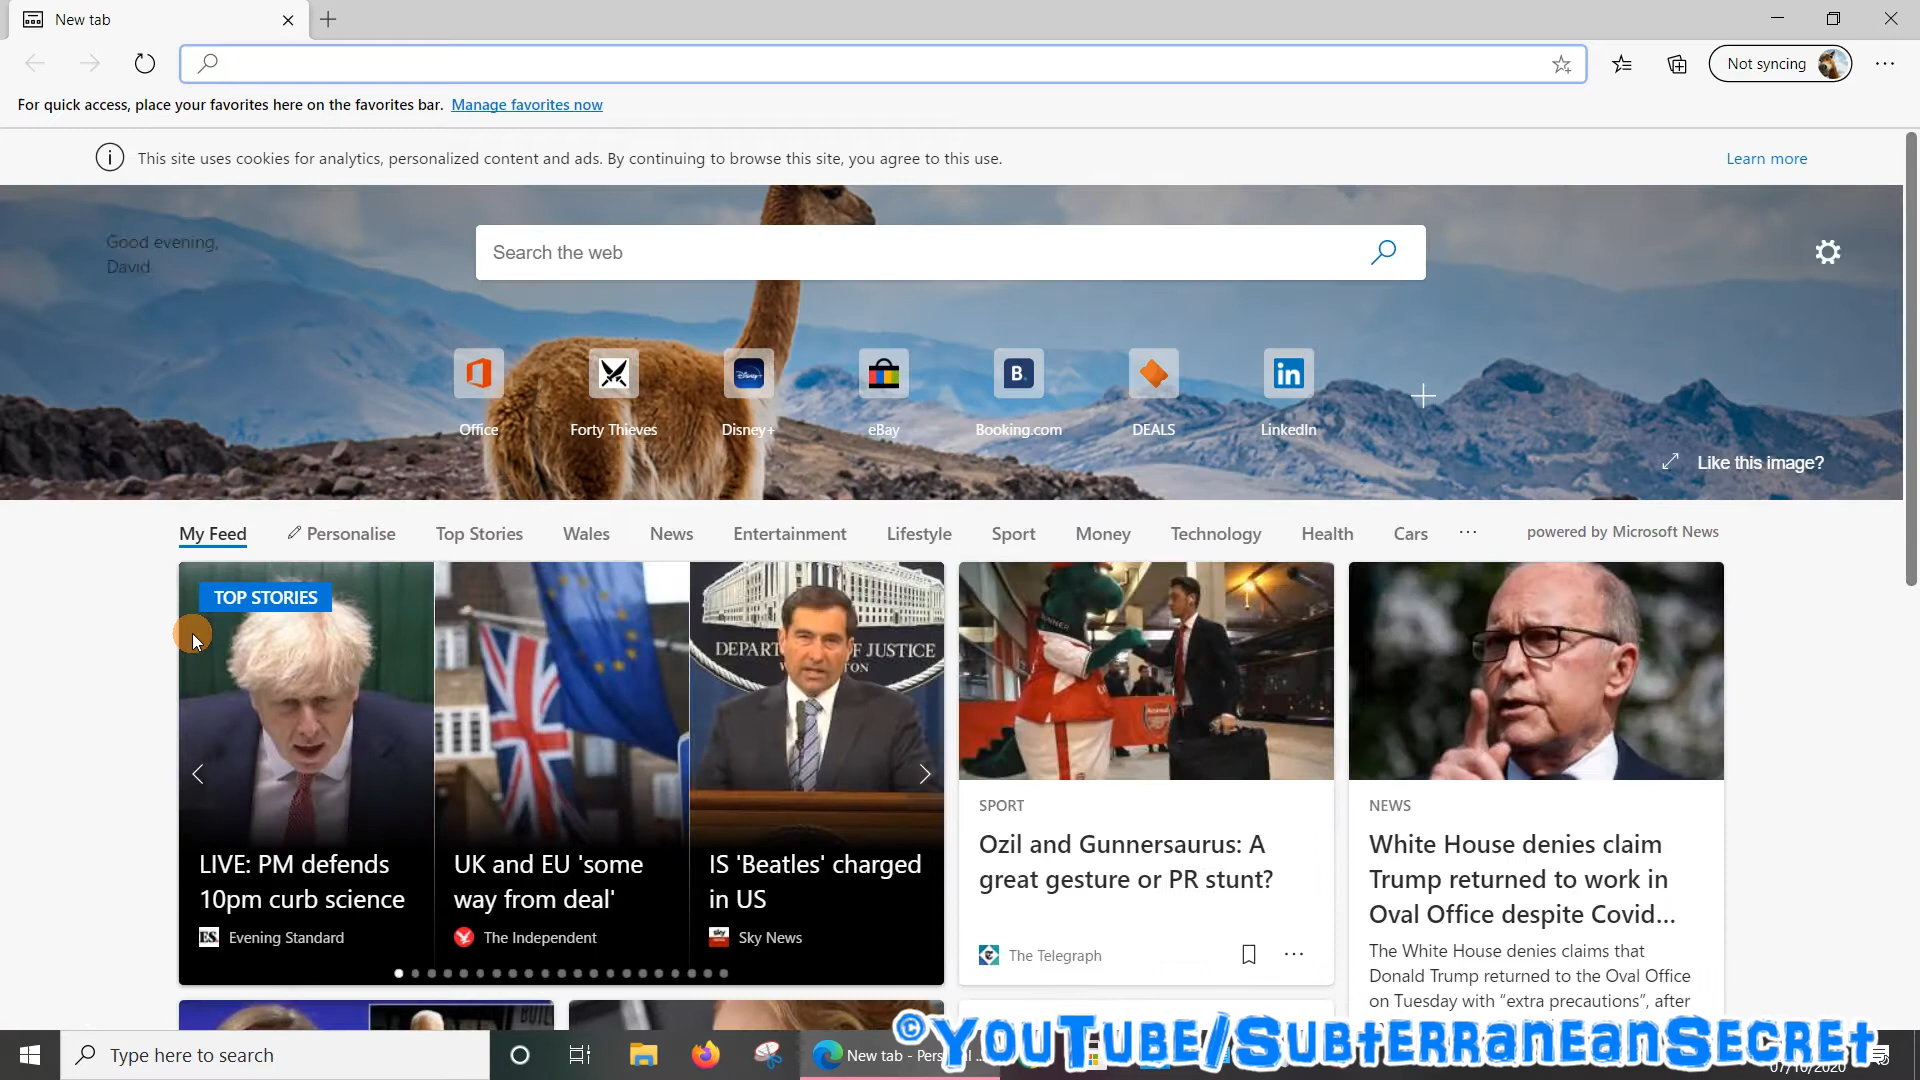 New tab
Not syncing
For quick access, place your favorites here on the favorites bar. Manage favorites now
This site uses cookies for analytics, personalized content and ads. By continuing to browse this site, you agree to this use.
Learn more
Good evening,
David
Search the web
Office
Forty Thieves
Disney+
eBay
B.
Booking.com
DEALS
in
LinkedIn
Like this image?
My Feed
Personalise
Top Stories
Wales
News
Entertainment
Lifestyle
Sport
Money
Technology
Health
Cars
powered by Microsoft News
TOP STORIES
LIVE: PM defends
10pm curb science
ES.
Evening Standard
UK and EU 'some
way from deal'
The Independent
IS 'Beatles' charged
in US
sky
Sky News
SPORT
Ozil and Gunnersaurus: A
great gesture or PR stunt?
The Telegraph
NEWS
White House denies claim
Trump returned to work in
Oval Office despite Covid...
The White House denies claims that
Donald Trump returned to the Oval Office
on Tuesday with “extra precautions”, after
Type here to search
New tab - Pers
©YouTube/SubterraneanSecret
07/10/2020